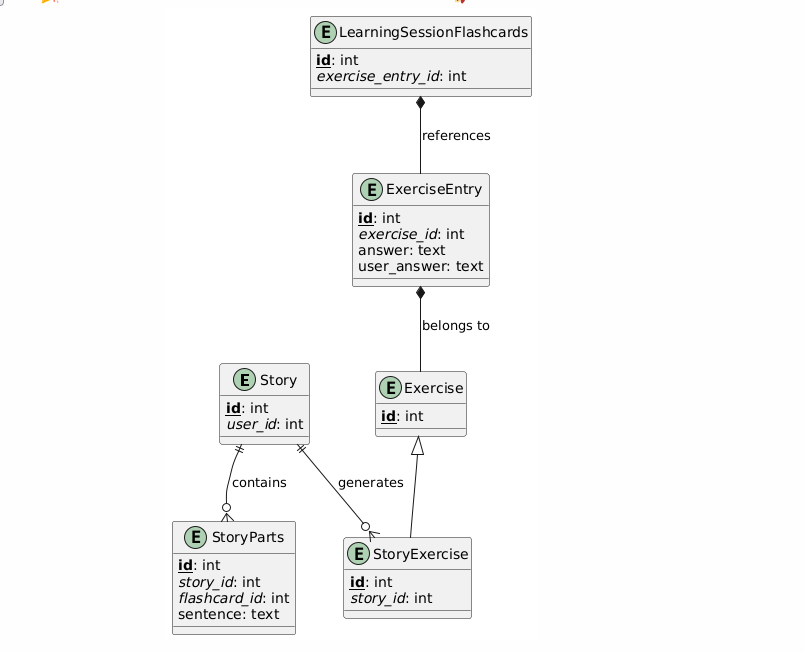 E LearningSessionFlashcards
id: int
exercise_entry_id: int
references
E ExerciseEntry
id: int
exercise_id: int
answer: text
user_answer: text
belongs to
E Story
id: int
user_id: int
E Exercise
id: int
contains
generates
E StoryParts
id: int
story_id: int
flashcard_id: int
sentence: text
E StoryExercise
id: int
story_id: int